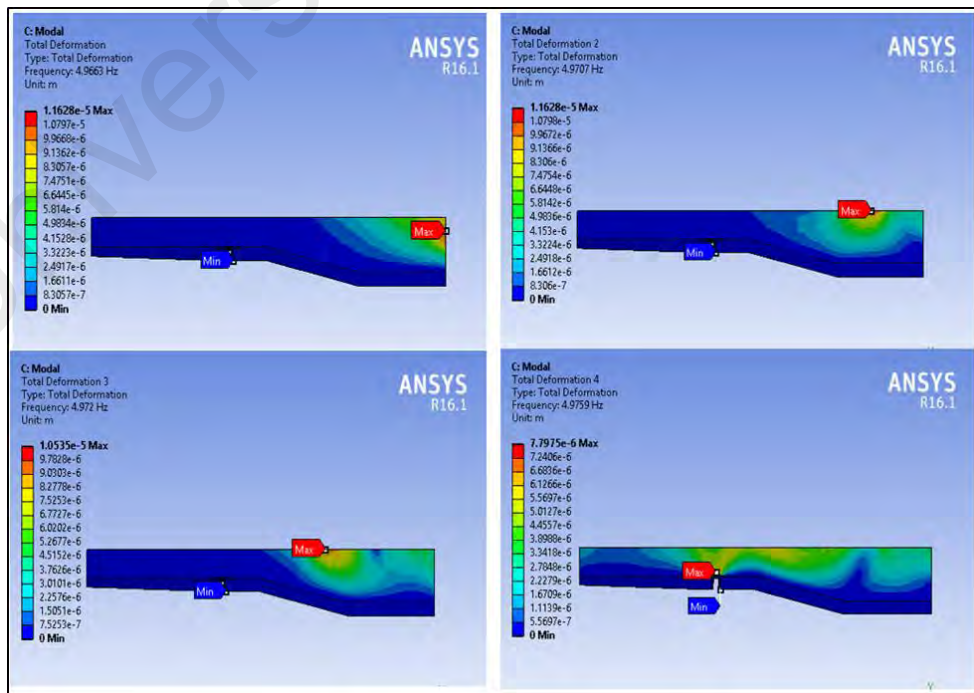 C: Modal
Total Deformation
Type: Total Deformation
Frequency: 4.9663 Hz
Unit: m
ANSYS
R16.1
1.1628e-5 Max
1.0797e-5
9.9668e-6
9.1362e-6
8.3057e-6
7.4751e-6
6.6445e-6
5.814e-6
4.9834e-6
4.1528e-6
3.3223e-6
2.4917e-6
1.6611e-6
8.3057e-7
0 Min
Max
Min
C: Modal
Total Deformation 2
Type: Total Deformation
Frequency: 4.9707 Hz
Unit: m
ANSYS
R16.1
1.1628e-5 Max
1.0798e-5
9.9672e-6
9.1366e-6
8.306e-6
7.4754e-6
6.6448e-6
5.8142e-6
4.9836e-6
4.153e-6
3.3224e-6
2.4918e-6
1.6612e-6
8.306e-7
0 Min
Max
Min
C: Modal
Total Deformation 3
Type: Total Deformation
Frequency: 4.972 Hz
Unit: m
ANSYS
R16.1
1.0535e-5 Max
9.7828e-6
9.0303e-6
8.2778e-6
7.5253e-6
6.7727e-6
6.0202e-6
5.2677e-6
4.5152e-6
3.7626e-6
3.0101e-6
2.2576e-6
1.5051e-6
7.5253e-7
0 Min
Max
Min
C: Modal
Total Deformation 4
Type: Total Deformation
Frequency: 4.9759 Hz
Unit: m
ANSYS
R16.1
7.7975e-6 Max
7.2406e-6
6.6836e-6
6.1266e-6
5.5697e-6
5.0127e-6
4.4557e-6
3.8988e-6
3.3418e-6
2.7848e-6
2.2279e-6
1.6709e-6
1.1139e-6
5.5697e-7
0 Min
Max
Min
Y